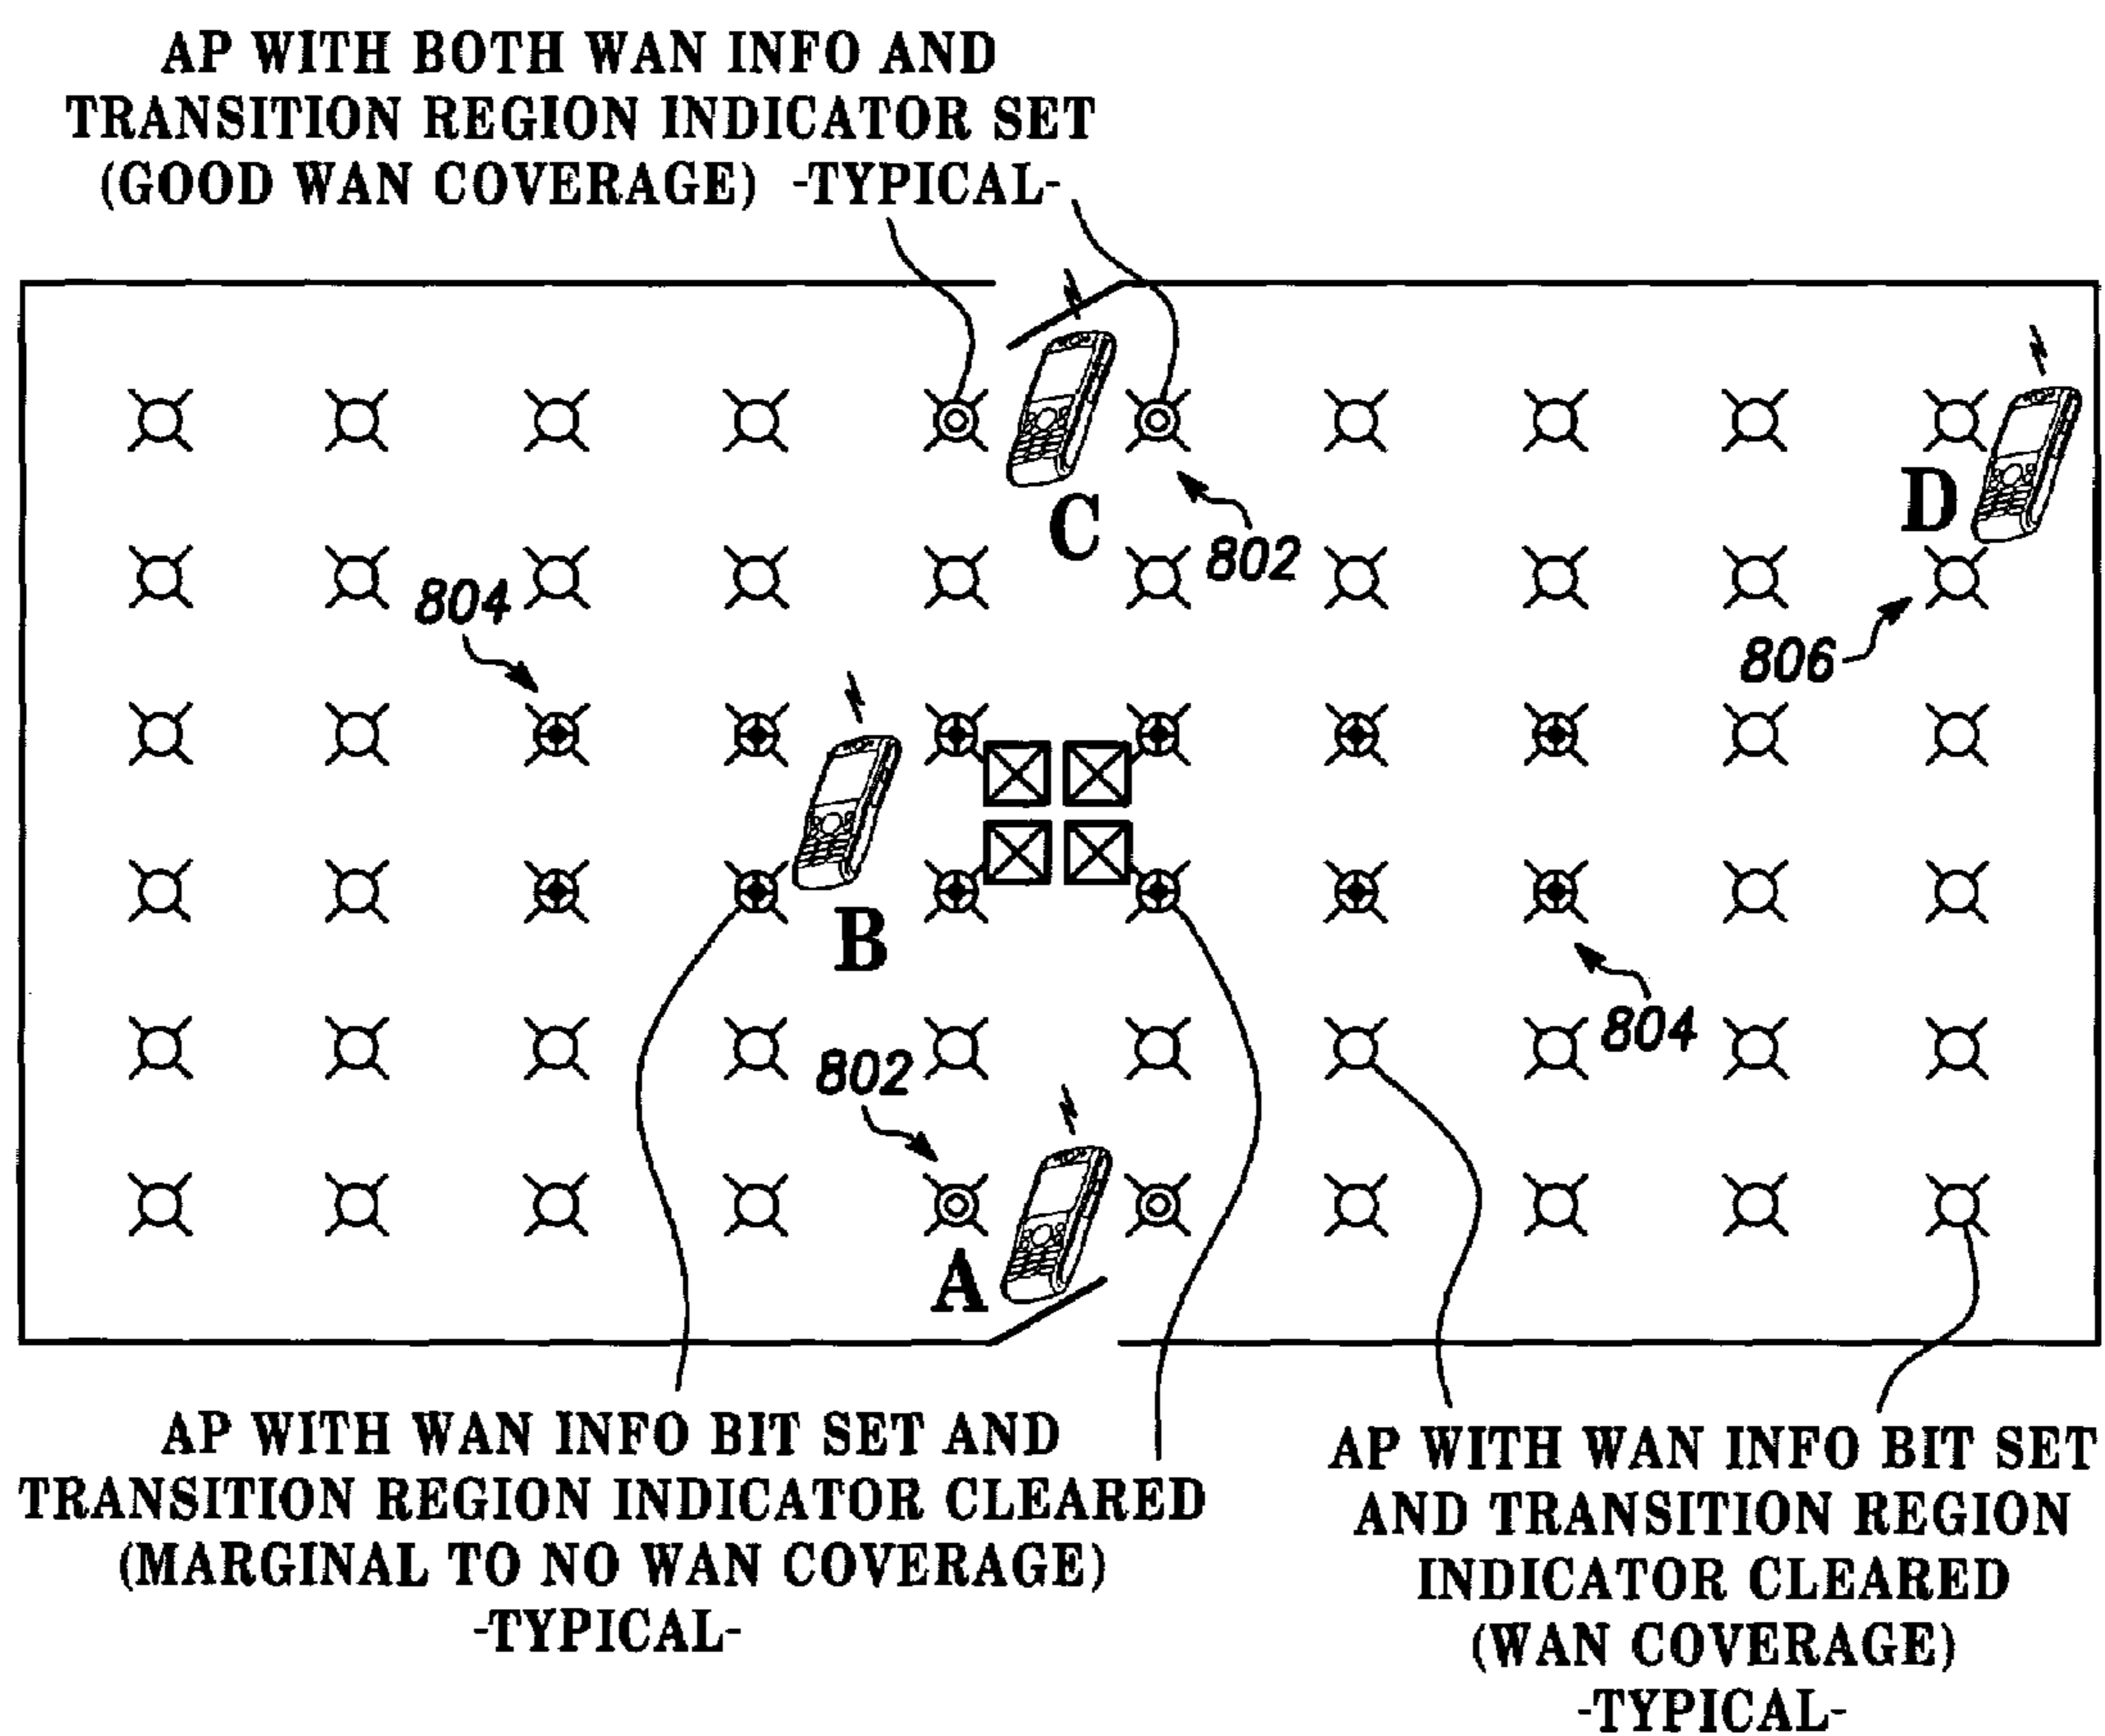 AP WITH BOTH WAN INFO AND
TRANSITION REGION INDICATOR SET
(GOOD WAN COVERAGE) -TYPICAL-
C
D
802
804
806
B
804
802
A
AP WITH WAN INFO BIT SET AND
TRANSITION REGION INDICATOR CLEARED
(MARGINAL TO NO WAN COVERAGE)
-TYPICAL-
AP WITH WAN INFO BIT SET
AND TRANSITION REGION
INDICATOR CLEARED
(WAN COVERAGE)
-TYPICAL-